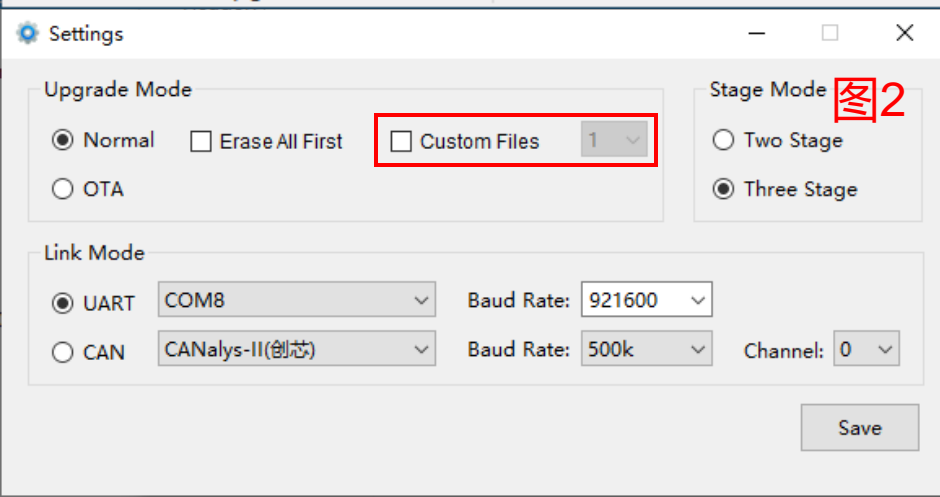 Settings
Upgrade Mode
Stage Mode
图2
Normal
Erase All First
Custom Files
1
Two Stage
OTA
Three Stage
Link Mode
UART
COM8
Baud Rate:
921600
CAN
CANalys-II(创芯)
Baud Rate:
500k
Channel:
0
Save